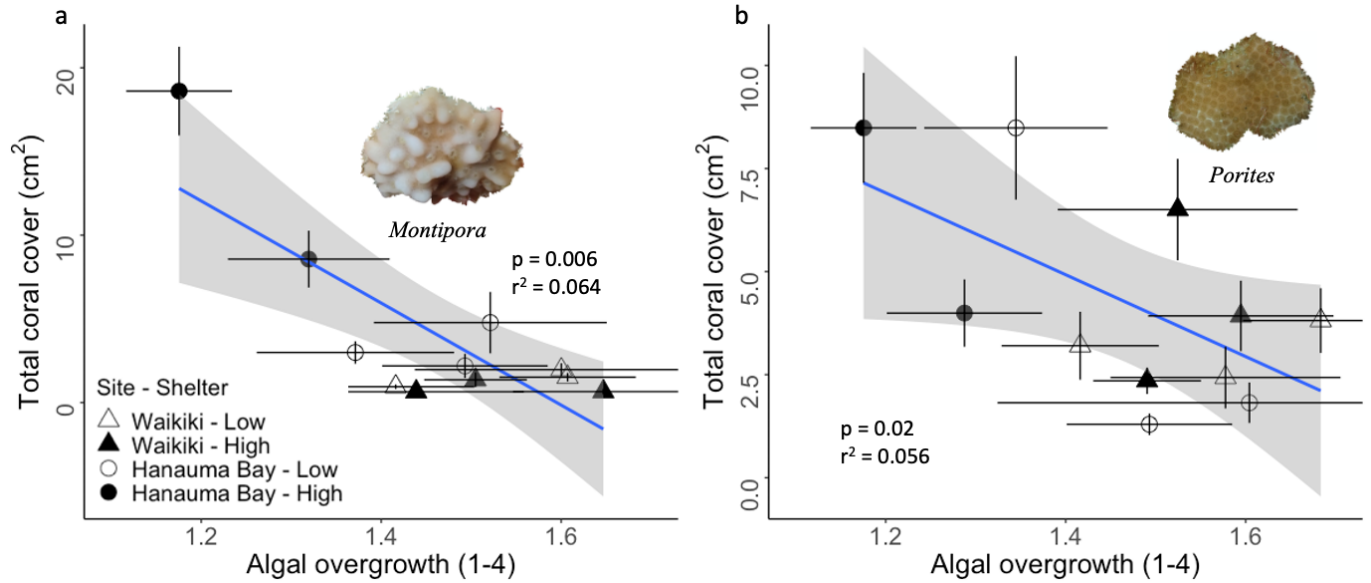 a
Total coral cover (cm2)
20
10
0
Montipora
p = 0.006
r2 = 0.064
Site - Shelter
Waikiki - Low
Waikiki - High
Hanauma Bay - Low
Hanauma Bay - High
1.2
1.4
1.6
Algal overgrowth (1-4)
b
Total coral cover (cm2)
10.0
7.5
5.0
2.5
0.0
Porites
p = 0.02
r2 = 0.056
1.2
1.4
1.6
Algal overgrowth (1-4)